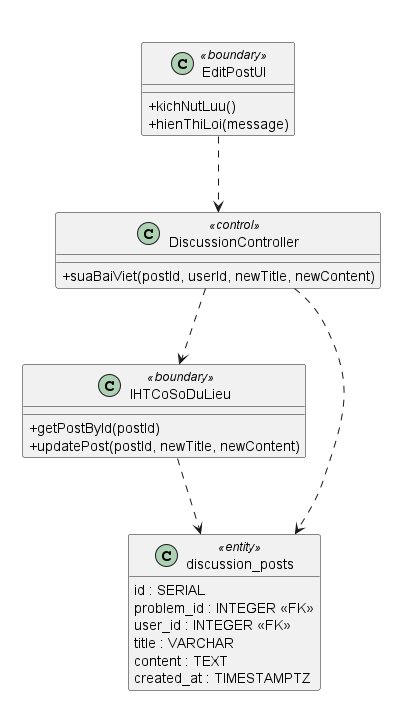 C
«boundary»
EditPostUI
+kichNutLuu()
+hienThiLoi(message)
C
«control»
DiscussionController
+suaBaiViet(postId, userId, newTitle, newContent)
C
«boundary»
IHTCoSoDuLieu
+getPostById(postId)
+updatePost(postId, newTitle, newContent)
C
«entity»
discussion_posts
id : SERIAL
problem_id : INTEGER «FK»
user_id : INTEGER «FK»
title : VARCHAR
content : TEXT
created_at : TIMESTAMPTZ